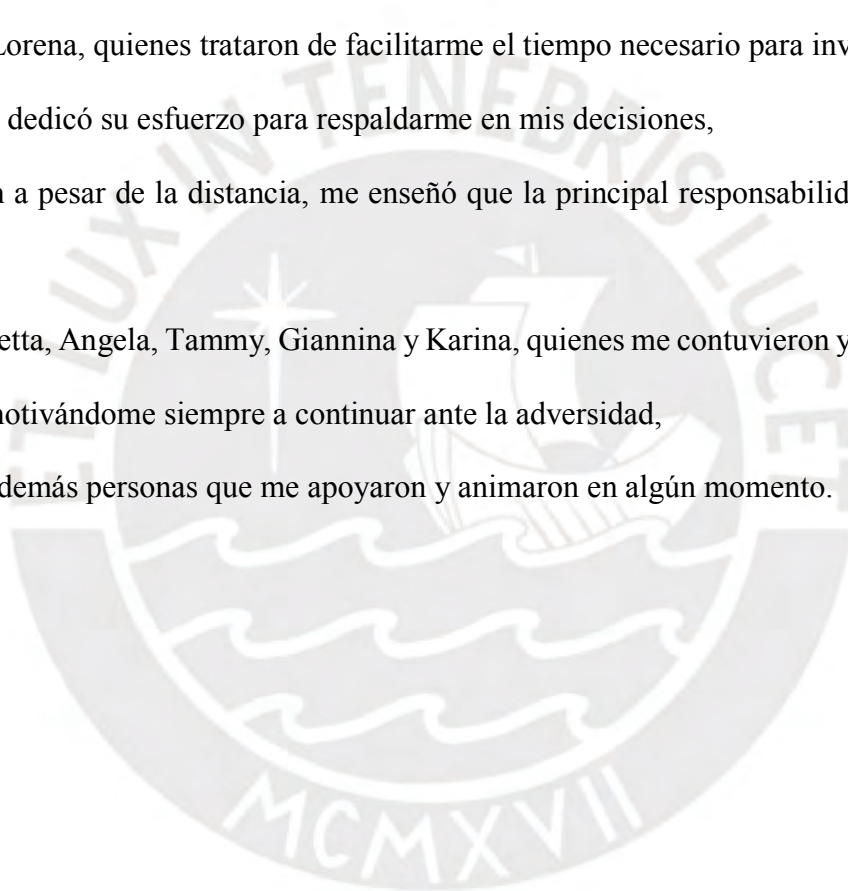 Lorena, quienes trataron de facilitarme el tiempo necesario para inv
dedicó su esfuerzo para respaldarme en mis decisiones,
n a pesar de la distancia, me enseñó que la principal responsabilid
etta, Angela, Tammy, Giannina y Karina, quienes me contuvieron y
motivándome siempre a continuar ante la adversidad,
demás personas que me apoyaron y animaron en algún momento.
ET LUX IN TENEBRIS LUCET
MCMXVII